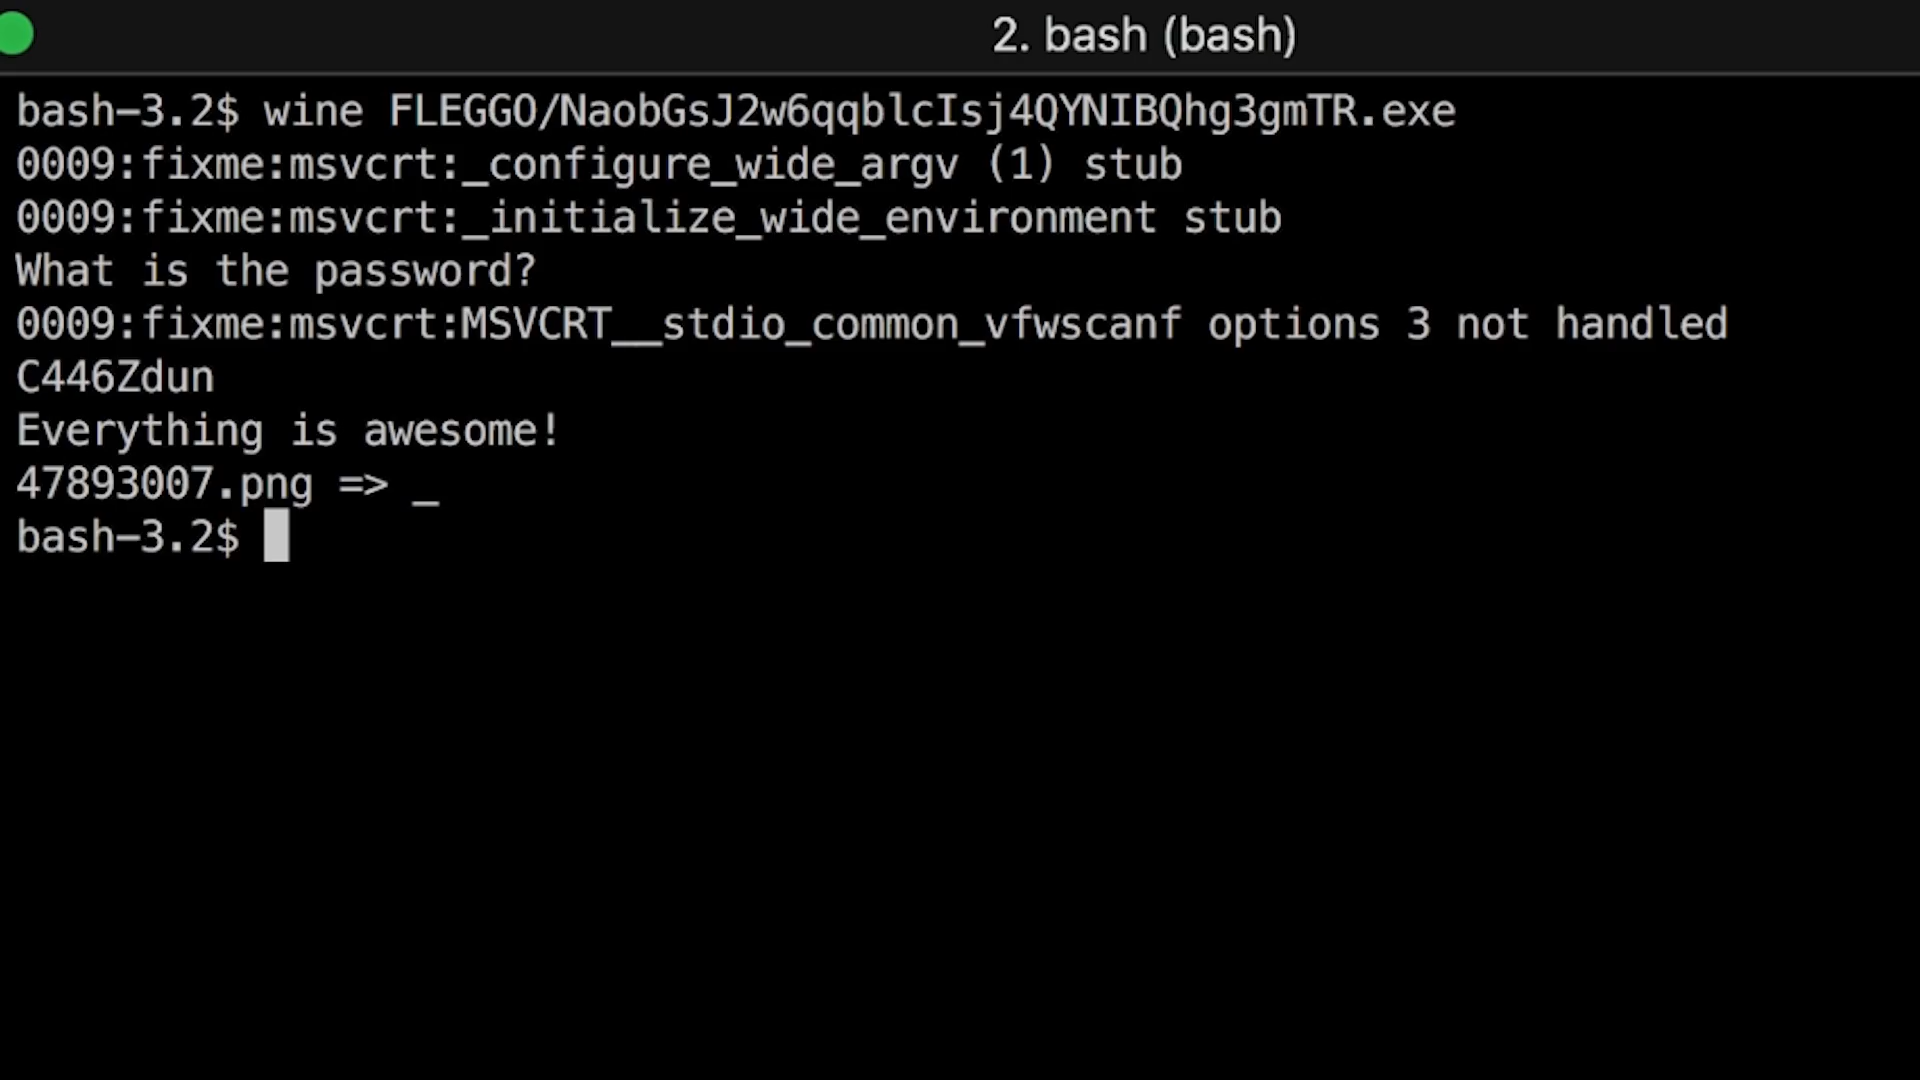 2. bash (bash)
bash-3.2$ wine FLEGGO/NaobGsJ2w6qqblcIsj4QYNIBQhg3gmTR.exe
0009:fixme:msvcrt:_configure_wide_argv (1) stub
0009:fixme:msvcrt:_initialize_wide_environment stub
What is the password?
0009:fixme:msvcrt:MSVCRT__stdio_common_vfwscanf options 3 not handled
C446Zdun
Everything is awesome!
47893007.png => _
bash-3.2$